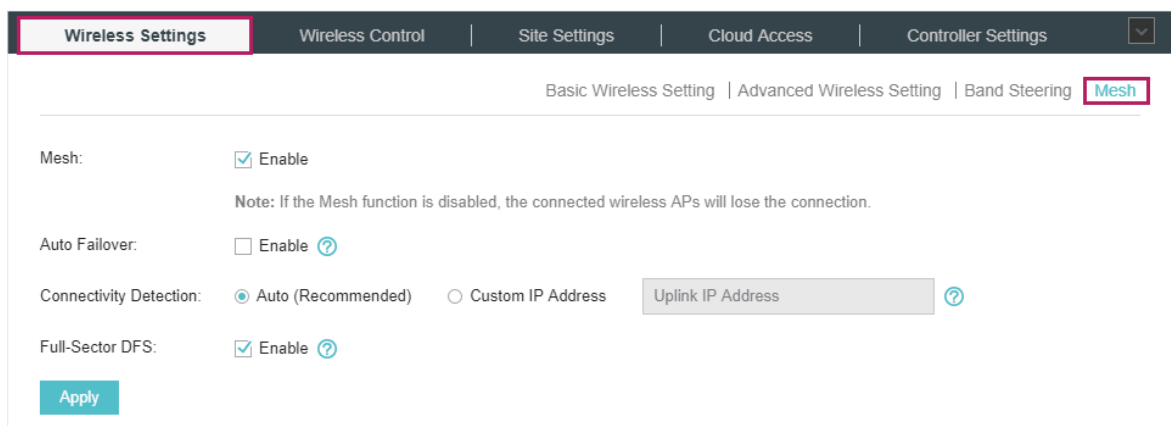 Wireless Settings | Wireless Control | Site Settings | Cloud Access | Controller Settings
Basic Wireless Setting | Advanced Wireless Setting | Band Steering | Mesh
Mesh: Enable
Note: If the Mesh function is disabled, the connected wireless APs will lose the connection.
Auto Failover: Enable ?
Connectivity Detection: Auto (Recommended) Custom IP Address Uplink IP Address ?
Full-Sector DFS: Enable ?
Apply